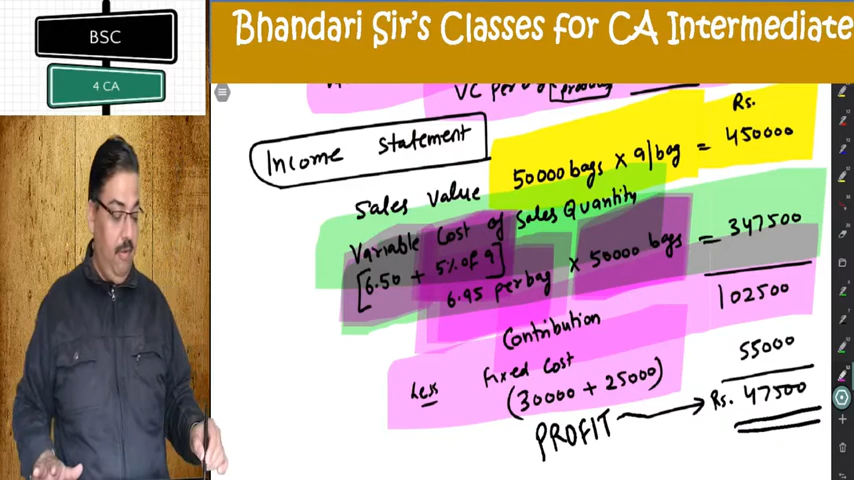 BSC
4 CA
Bhandari Sir's Classes for CA Intermediate
VC per
Rs.
Income Statement
Sales Value 50000 bags × 9/bag = 450000
Variable Cost of Sales Quantity
[6.50 + 5% of 9]
6.95 per bag × 50000 bags = 347500
Contribution 102500
Less Fixed Cost
(30000 + 25000) 55000
PROFIT Rs. 47500